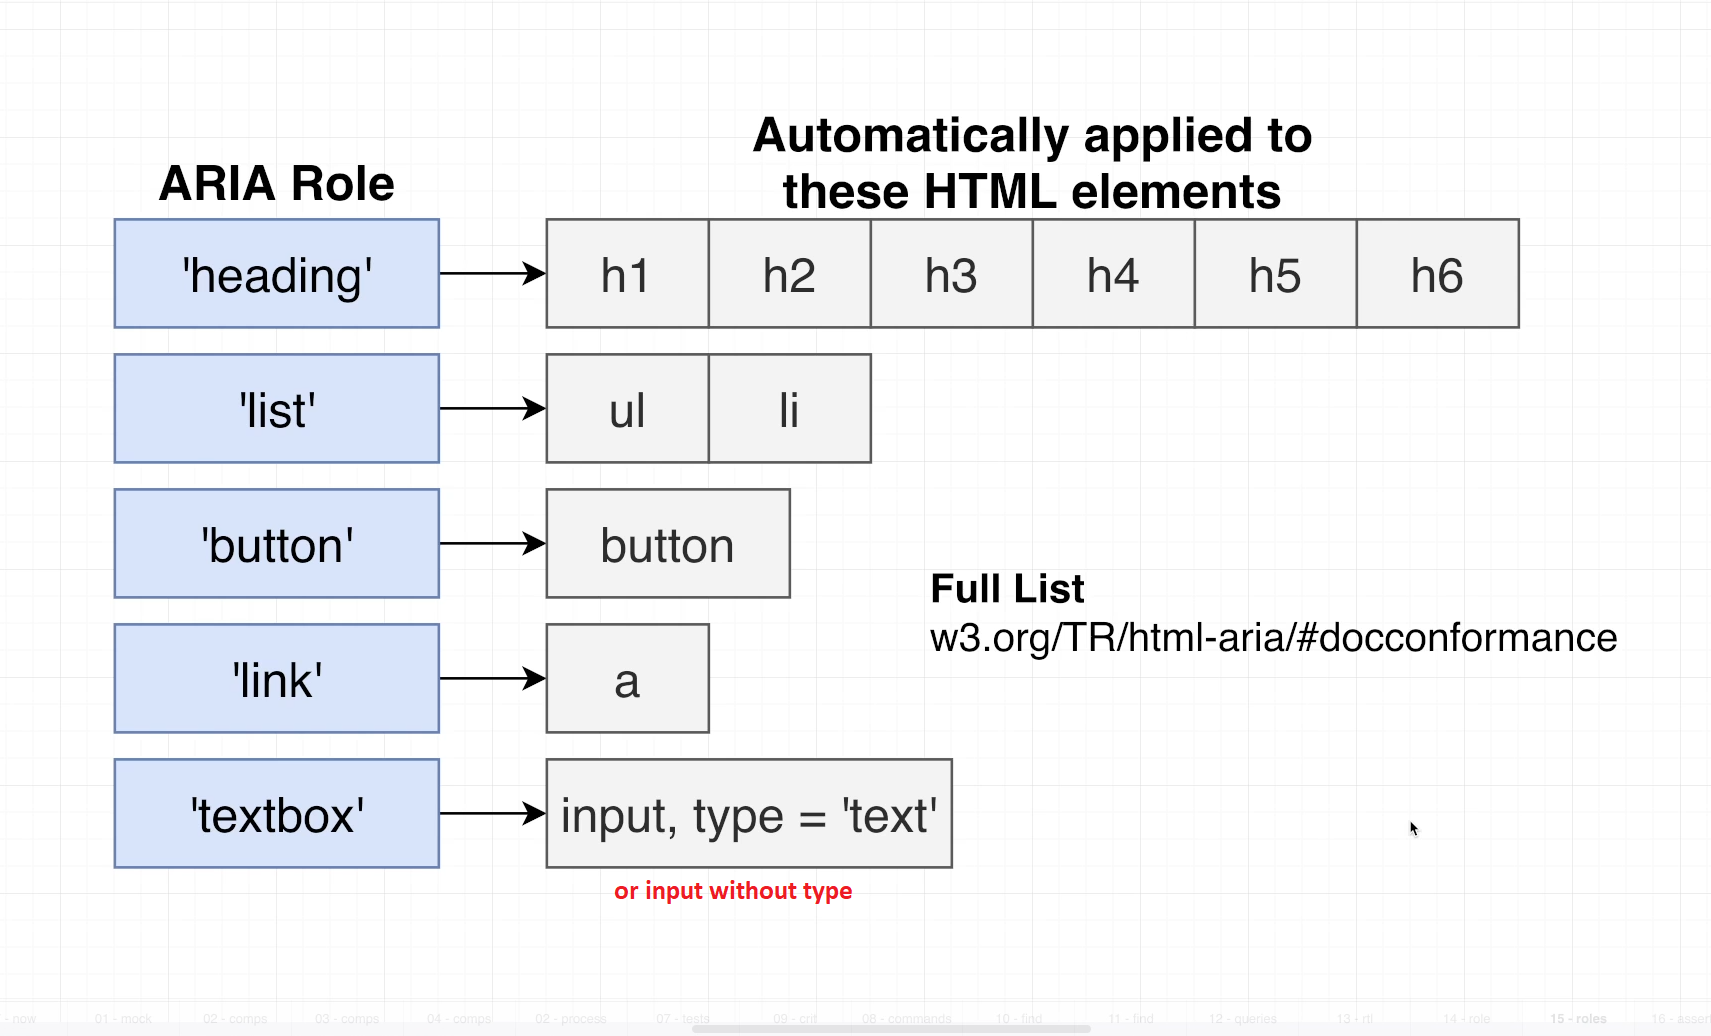 Automatically applied to
these HTML elements
ARIA Role
'heading'
h1
h2
h3
h4
h5
h6
'list'
ul
li
'button'
button
Full List
w3.org/TR/html-aria/#docconformance
'link'
a
'textbox'
input, type = 'text'
or input without type
- now
01 - mock
02 - comps
03 - comps
04 - comps
02 - process
07 - tests
09 - crit
08 - commands
10 - find
11 - find
12 - queries
13 - rtl
14 - role
15 - roles